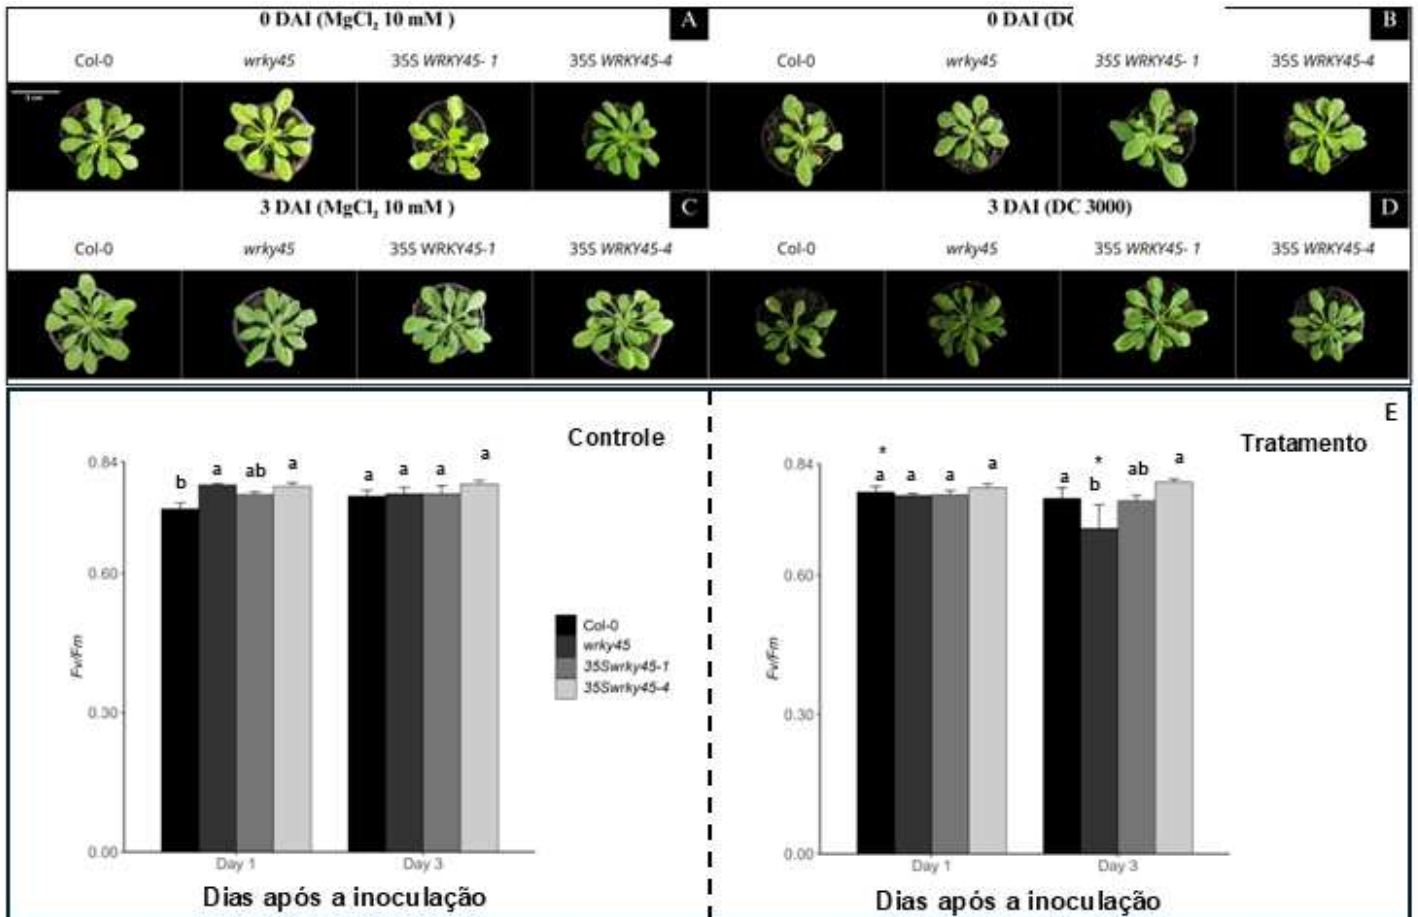 0 DAI (MgCl₂ 10 mM )
A
0 DAI (DC
B
Col-0 wrky45 35S WRKY45- 1 35S WRKY45-4 Col-0 wrky45 35S WRKY45- 1 35S WRKY45-4
3 DAI (MgCl₂ 10 mM )
C
3 DAI (DC 3000)
D
Col-0 wrky45 35S WRKY45-1 35S WRKY45-4 Col-0 wrky45 35S WRKY45- 1 35S WRKY45-4
Controle
0.84
b a ab a a a a a
0.60
Fv/Fm
0.30
0.00
Day 1 Day 3
Dias após a inoculação
Col-0
wrky45
35Swrky45-1
35Swrky45-4
E
Tratamento
0.84
* *
a a a a a b ab a
0.60
Fv/Fm
0.30
0.00
Day 1 Day 3
Dias após a inoculação